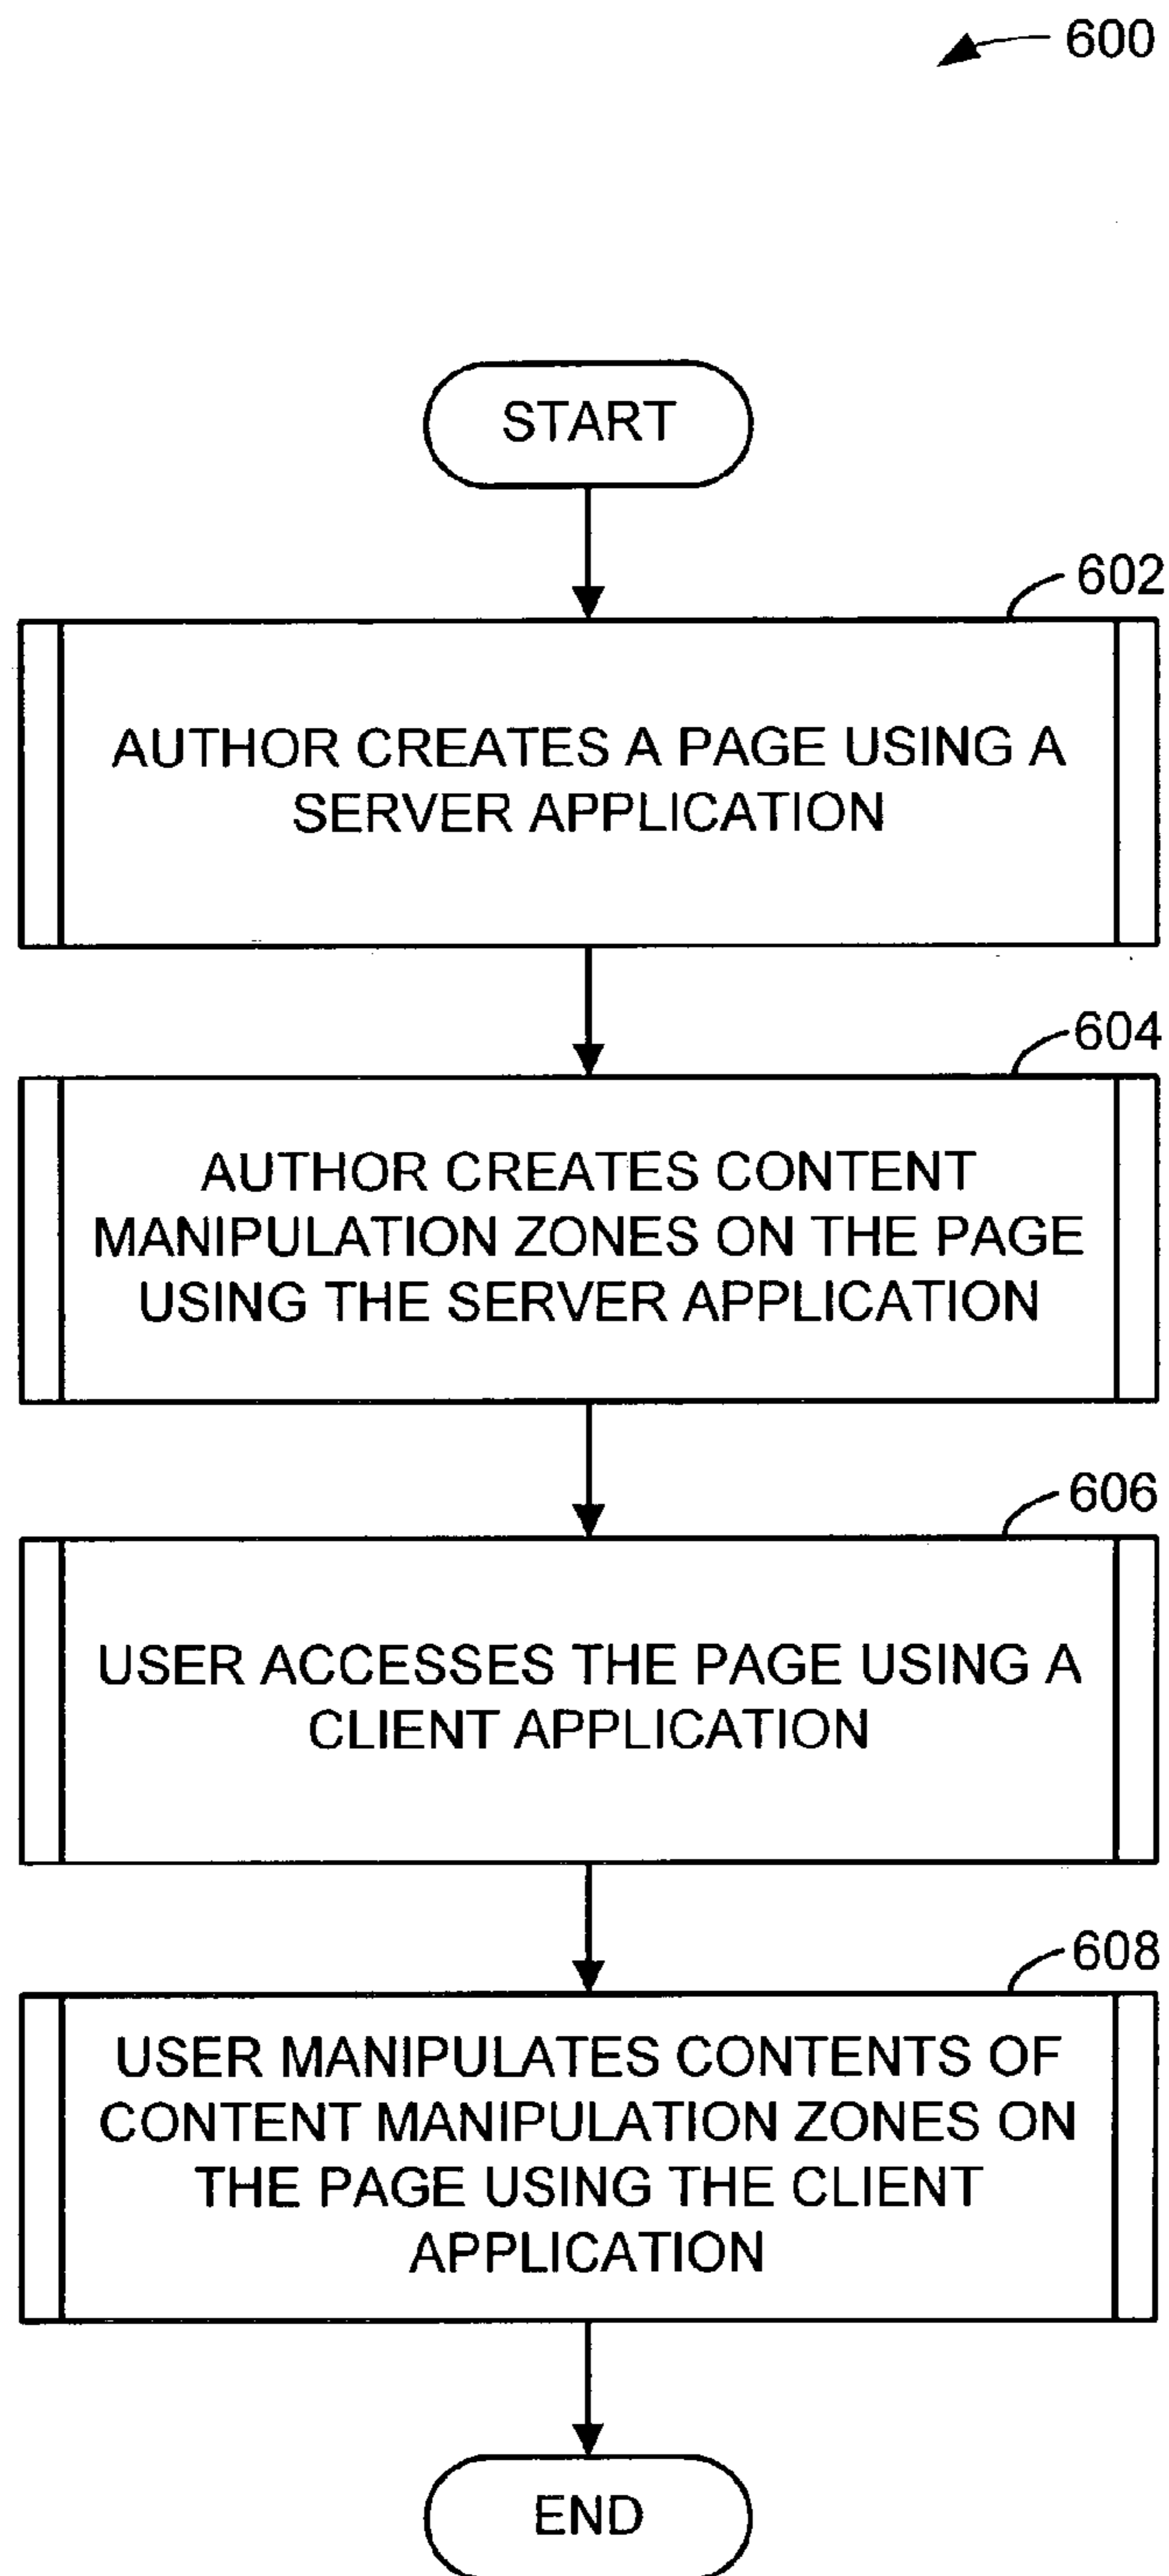 600
START
602
AUTHOR CREATES A PAGE USING A
SERVER APPLICATION
604
AUTHOR CREATES CONTENT
MANIPULATION ZONES ON THE PAGE
USING THE SERVER APPLICATION
606
USER ACCESSES THE PAGE USING A
CLIENT APPLICATION
608
USER MANIPULATES CONTENTS OF
CONTENT MANIPULATION ZONES ON
THE PAGE USING THE CLIENT
APPLICATION
END